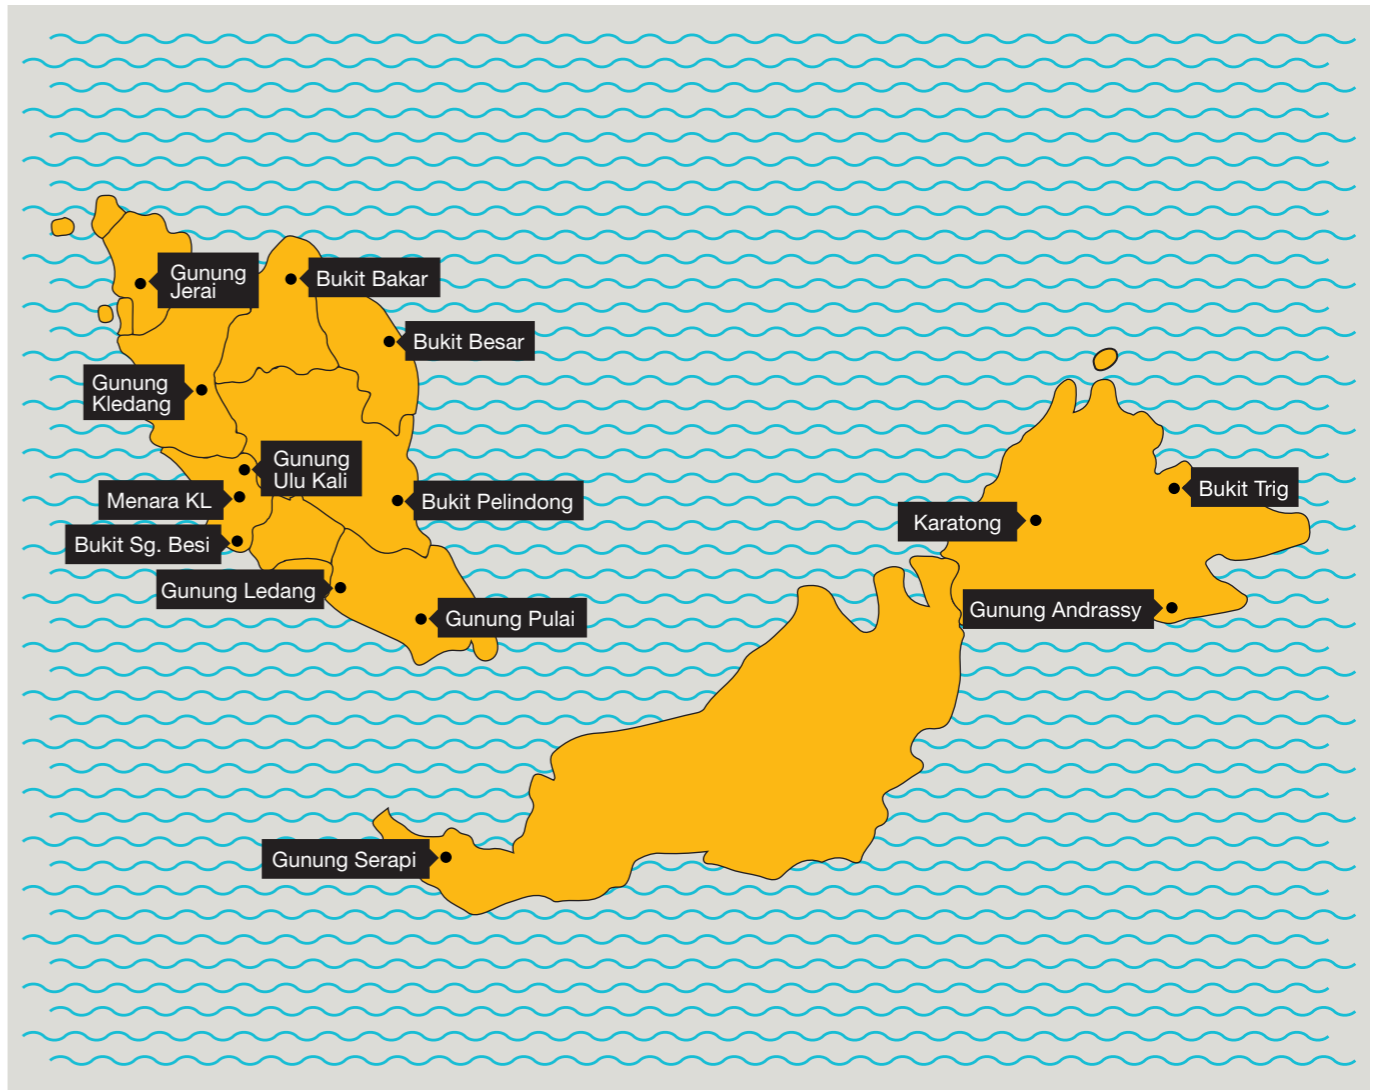 Gunung
Jerai
Bukit Bakar
Bukit Besar
Gunung
Kledang
Gunung
Ulu Kali
Menara KL
Bukit Pelindong
Bukit Sg. Besi
Gunung Ledang
Gunung Pulai
Bukit Trig
Karatong
Gunung Andrassy
Gunung Serapi